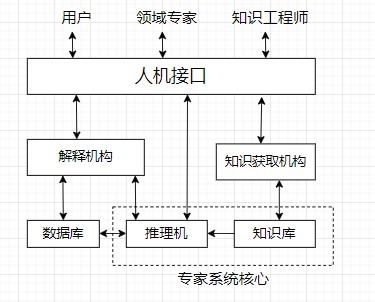 用户 领域专家 知识工程师
人机接口
解释机构 知识获取机构
数据库 推理机 知识库
专家系统核心